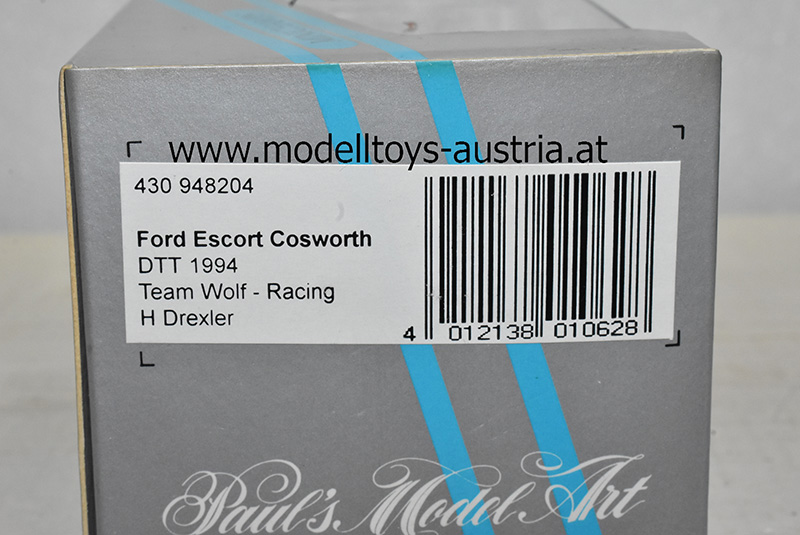 www.modelltoys-austria.at
430 948204
Ford Escort Cosworth
DTT 1994
Team Wolf - Racing
H Drexler
4 012138 010628
Paul's Model Art